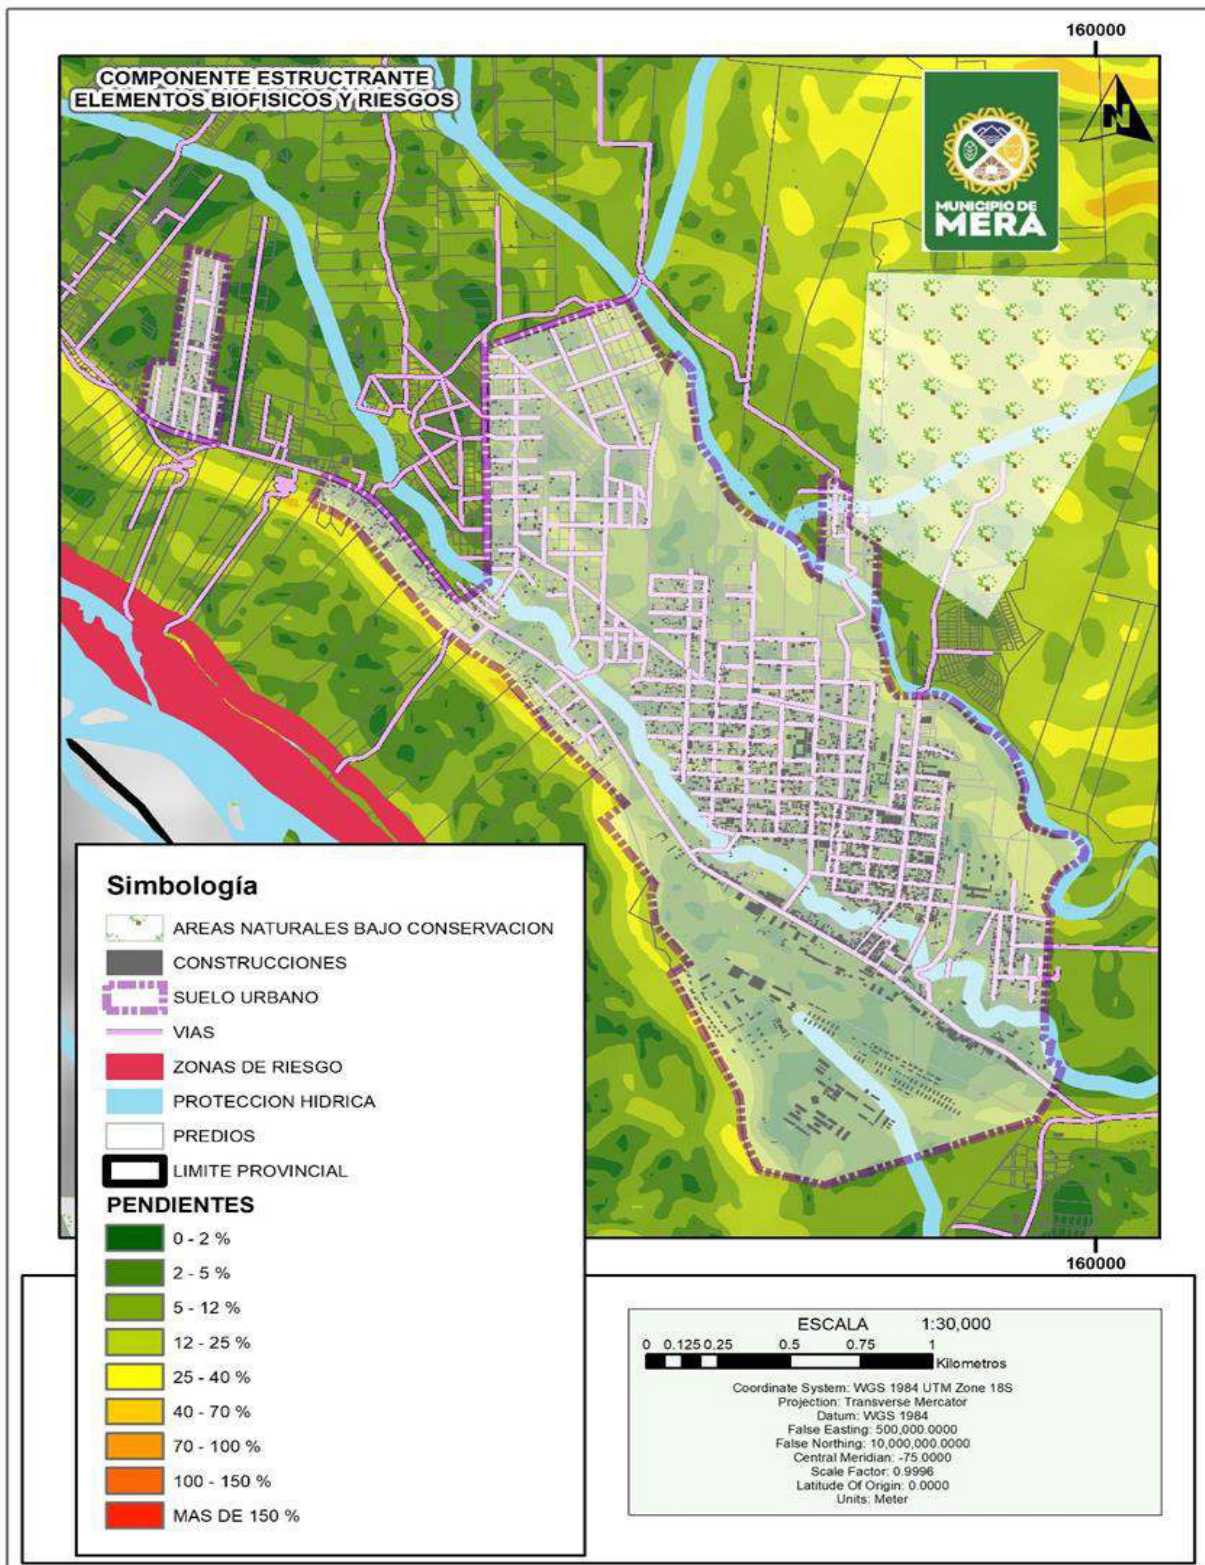 160000
COMPONENTE ESTRUCTRANTE
ELEMENTOS BIOFISICOS Y RIESGOS
N
MUNICIPIO DE
MERA
Simbología
AREAS NATURALES BAJO CONSERVACION
CONSTRUCCIONES
SUELO URBANO
VIAS
ZONAS DE RIESGO
PROTECCION HIDRICA
PREDIOS
LIMITE PROVINCIAL
PENDIENTES
0 - 2 %
2 - 5 %
5 - 12 %
12 - 25 %
25 - 40 %
40 - 70 %
70 - 100 %
100 - 150 %
MAS DE 150 %
160000
ESCALA 1:30,000
0 0.125 0.25 0.5 0.75 1
Kilometros
Coordinate System: WGS 1984 UTM Zone 18S
Projection: Transverse Mercator
Datum: WGS 1984
False Easting: 500,000.0000
False Northing: 10,000,000.0000
Central Meridian: -75.0000
Scale Factor: 0.9996
Latitude Of Origin: 0.0000
Units: Meter